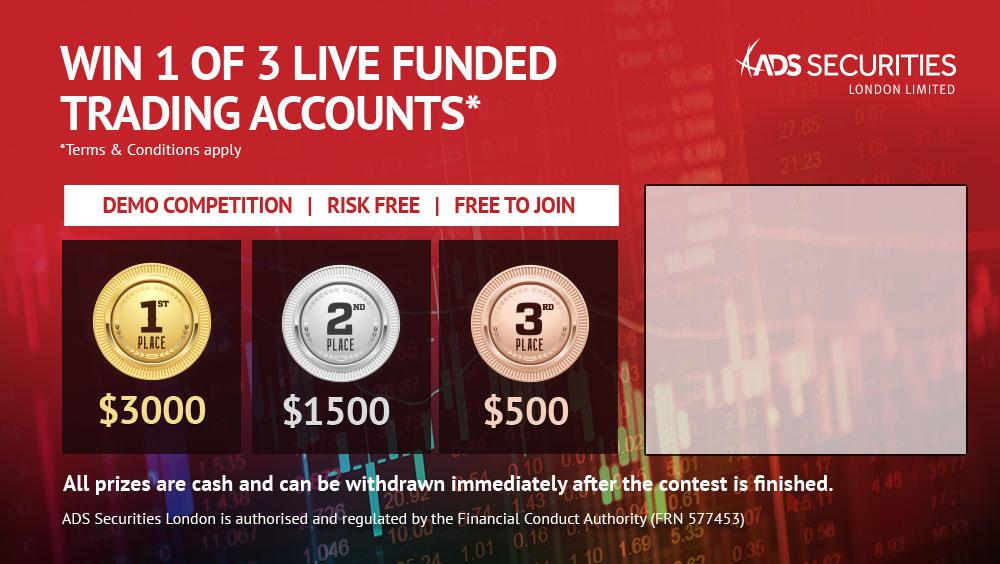 WIN 1 OF 3 LIVE FUNDED
TRADING ACCOUNTS*
*Terms & Conditions apply
ADS SECURITIES
LONDON LIMITED
DEMO COMPETITION | RISK FREE | FREE TO JOIN
1ST
PLACE
$3000
2ND
PLACE
$1500
3RD
PLACE
$500
All prizes are cash and can be withdrawn immediately after the contest is finished.
ADS Securities London is authorised and regulated by the Financial Conduct Authority (FRN 577453)